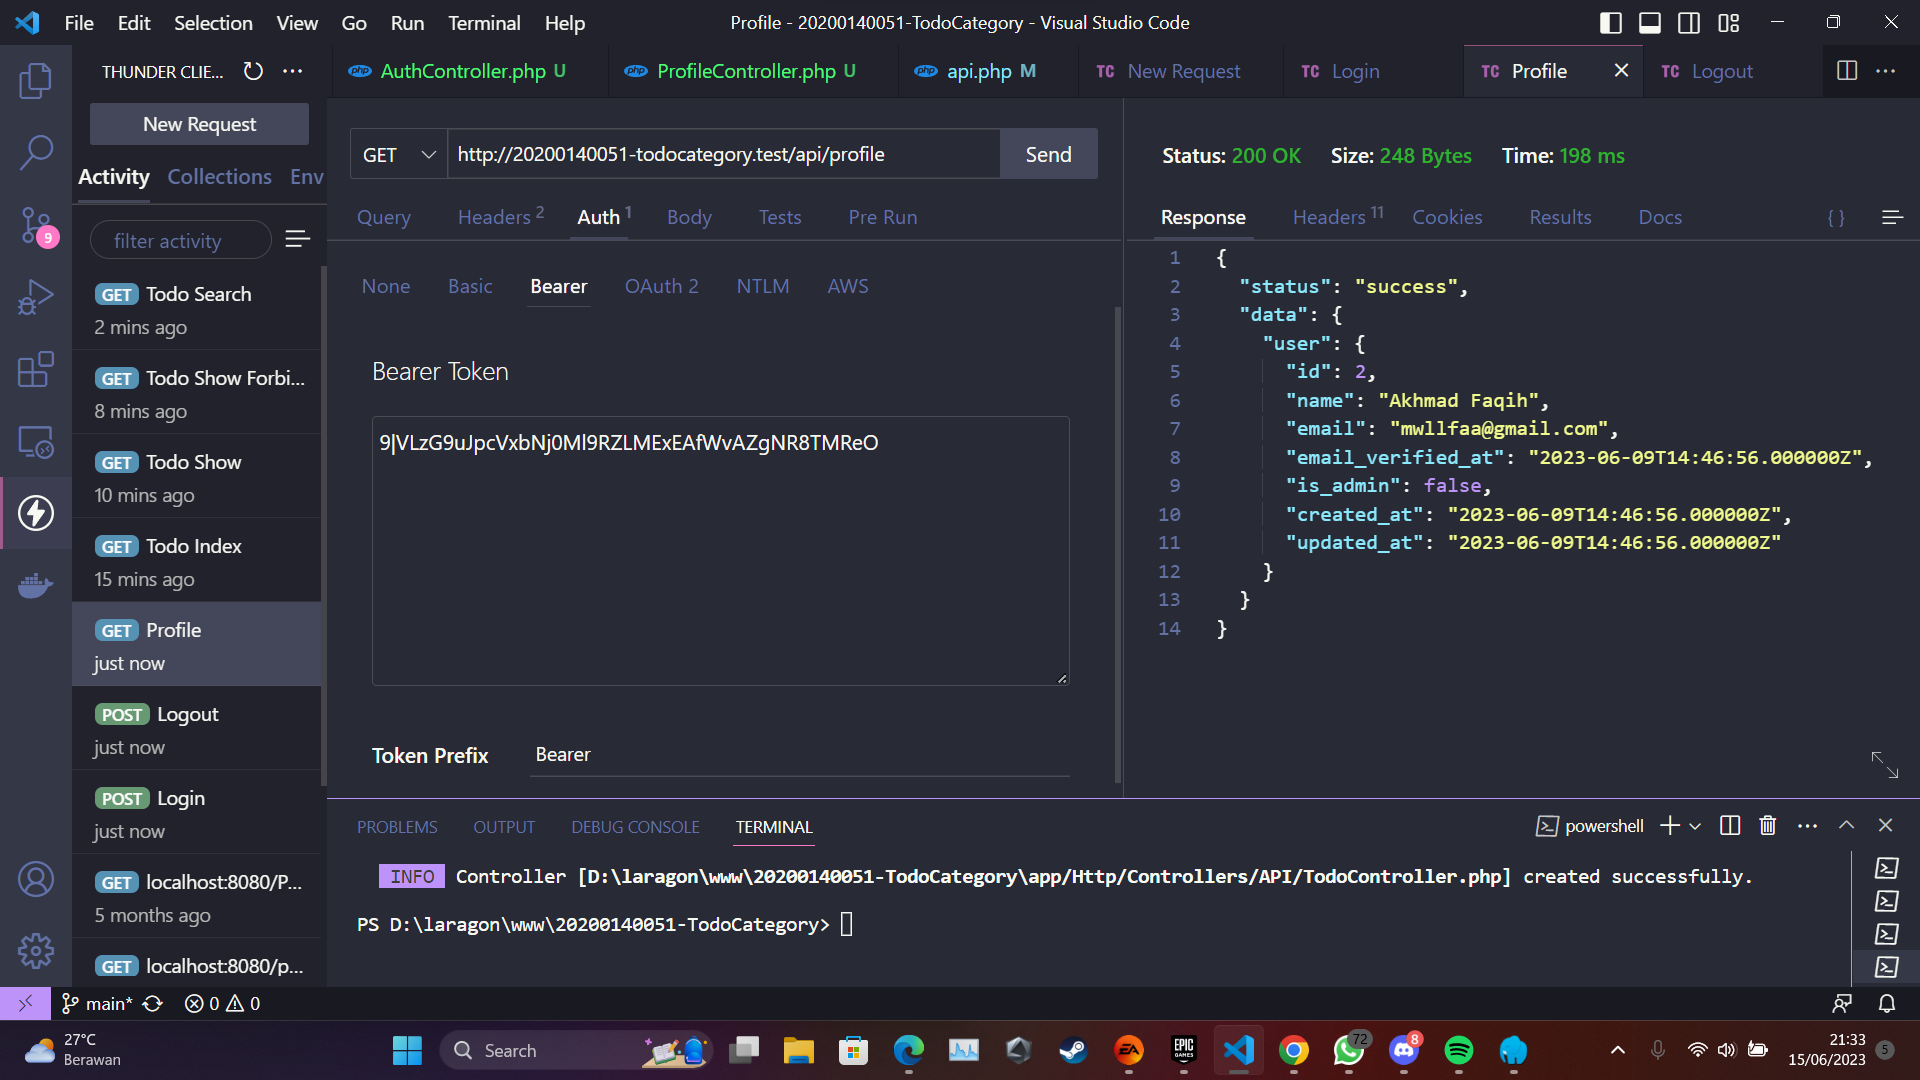 File Edit Selection View Go Run Terminal Help
Profile - 20200140051-TodoCategory - Visual Studio Code
THUNDER CLIE...
AuthController.php U
ProfileController.php U
api.php M
TC New Request
TC Login
TC Profile
TC Logout
New Request
Activity Collections Env
filter activity
GET Todo Search
2 mins ago
GET Todo Show Forbi...
8 mins ago
GET Todo Show
10 mins ago
GET Todo Index
15 mins ago
GET Profile
just now
POST Logout
just now
POST Login
just now
GET localhost:8080/P...
5 months ago
GET localhost:8080/p...
9
GET http://20200140051-todocategory.test/api/profile Send
Query Headers 2 Auth 1 Body Tests Pre Run
None Basic Bearer OAuth 2 NTLM AWS
Bearer Token
9|VLzG9uJpcVxbNj0Ml9RZLMExEAfWvAZgNR8TMReO
Token Prefix Bearer
Status: 200 OK Size: 248 Bytes Time: 198 ms
Response Headers 11 Cookies Results Docs { }
1 {
2 "status": "success",
3 "data": {
4 "user": {
5 "id": 2,
6 "name": "Akhmad Faqih",
7 "email": "mwllfaa@gmail.com",
8 "email_verified_at": "2023-06-09T14:46:56.000000Z",
9 "is_admin": false,
10 "created_at": "2023-06-09T14:46:56.000000Z",
11 "updated_at": "2023-06-09T14:46:56.000000Z"
12 }
13 }
14 }
PROBLEMS OUTPUT DEBUG CONSOLE TERMINAL
powershell
INFO Controller [D:\laragon\www\20200140051-TodoCategory\app/Http/Controllers/API/TodoController.php] created successfully.
PS D:\laragon\www\20200140051-TodoCategory>
main* 0 0
27°C
Berawan
Search
EA
EPIC GAMES
72
8
21:33
15/06/2023
5